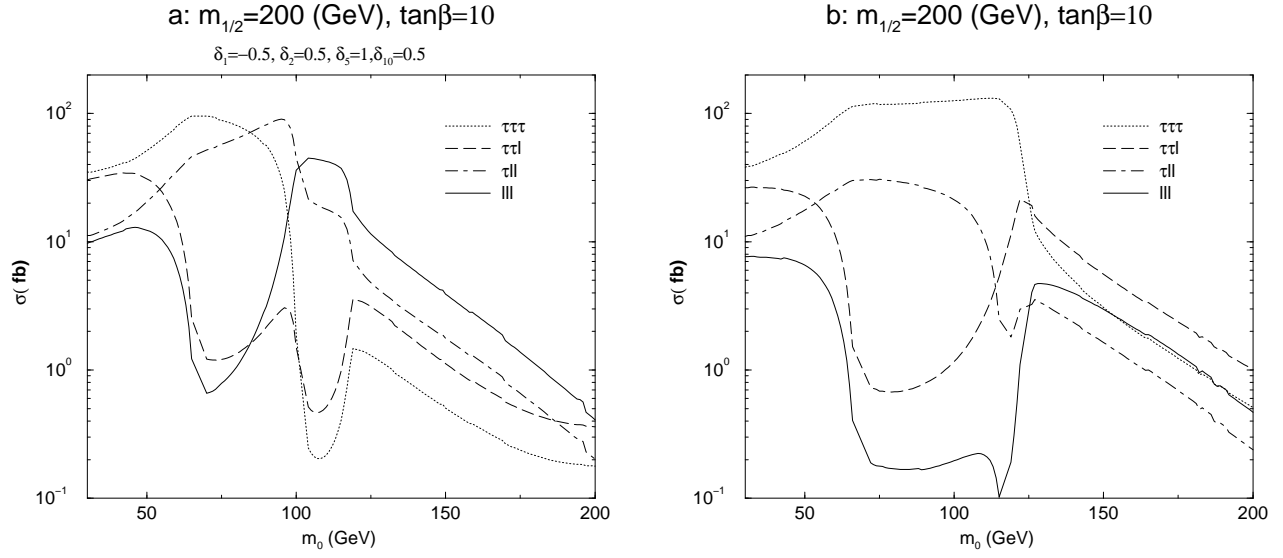 a: m₁/₂=200 (GeV), tanβ=10
δ₁=−0.5, δ₂=0.5, δ₅=1,δ₁₀=0.5
10²
10¹
10⁰
10⁻¹
σ( fb)
τττ
ττl
τll
lll
50
100
150
200
m₀ (GeV)
b: m₁/₂=200 (GeV), tanβ=10
10²
10¹
10⁰
10⁻¹
σ( fb)
τττ
ττl
τll
lll
50
100
150
200
m₀ (GeV)